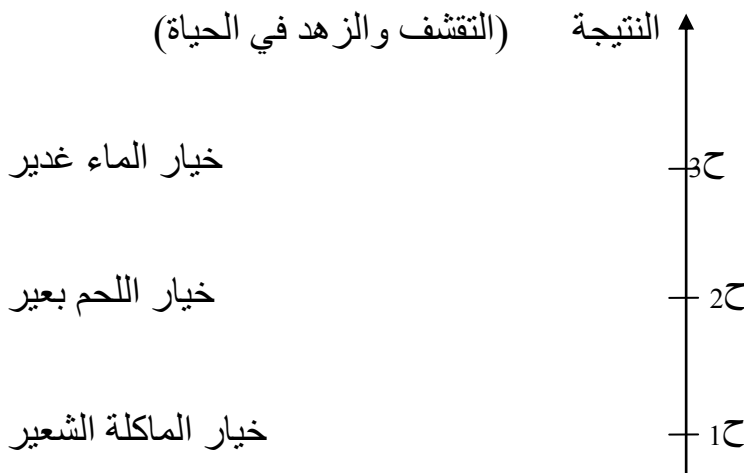 النتيجة (التقشف والزهد في الحياة)
ح3 خيار الماء غدير
ح2 خيار اللحم بعير
ح1 خيار الماكلة الشعير